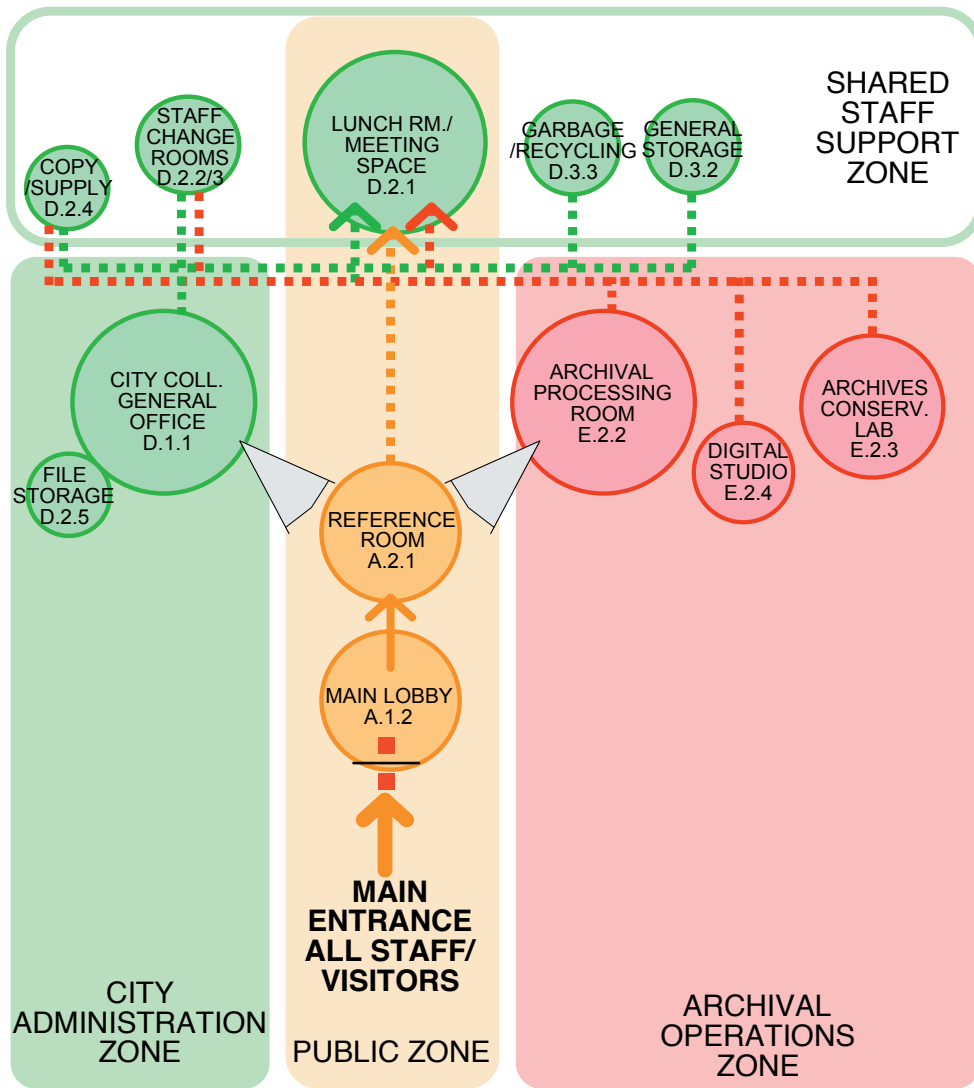 SHARED
STAFF
SUPPORT
ZONE
STAFF
CHANGE
ROOMS
D.2.2/3
COPY
/SUPPLY
D.2.4
LUNCH RM./
MEETING
SPACE
D.2.1
GARBAGE
/RECYCLING
D.3.3
GENERAL
STORAGE
D.3.2
CITY COLL.
GENERAL
OFFICE
D.1.1
FILE
STORAGE
D.2.5
REFERENCE
ROOM
A.2.1
ARCHIVAL
PROCESSING
ROOM
E.2.2
DIGITAL
STUDIO
E.2.4
ARCHIVES
CONSERV.
LAB
E.2.3
MAIN LOBBY
A.1.2
MAIN
ENTRANCE
ALL STAFF/
VISITORS
CITY
ADMINISTRATION
ZONE
PUBLIC ZONE
ARCHIVAL
OPERATIONS
ZONE